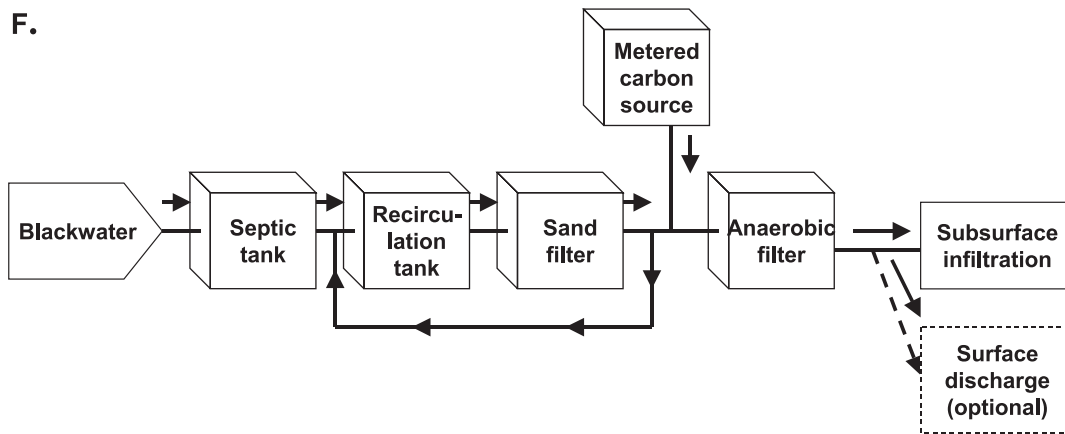 F.
Metered
carbon
source
Blackwater
Septic
tank
Recircu-
lation
tank
Sand
filter
Anaerobic
filter
Subsurface
infiltration
Surface
discharge
(optional)